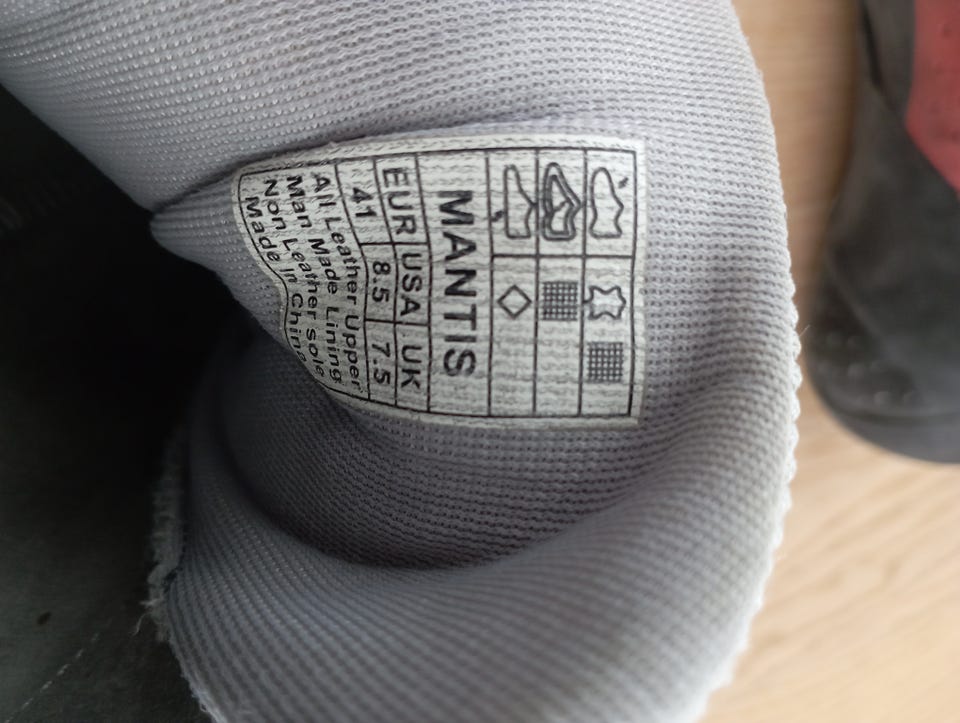 MANTIS
EUR USA UK
41 8.5 7.5
All Leather Upper
Man Made Lining
Non Leather Sole
Made In China